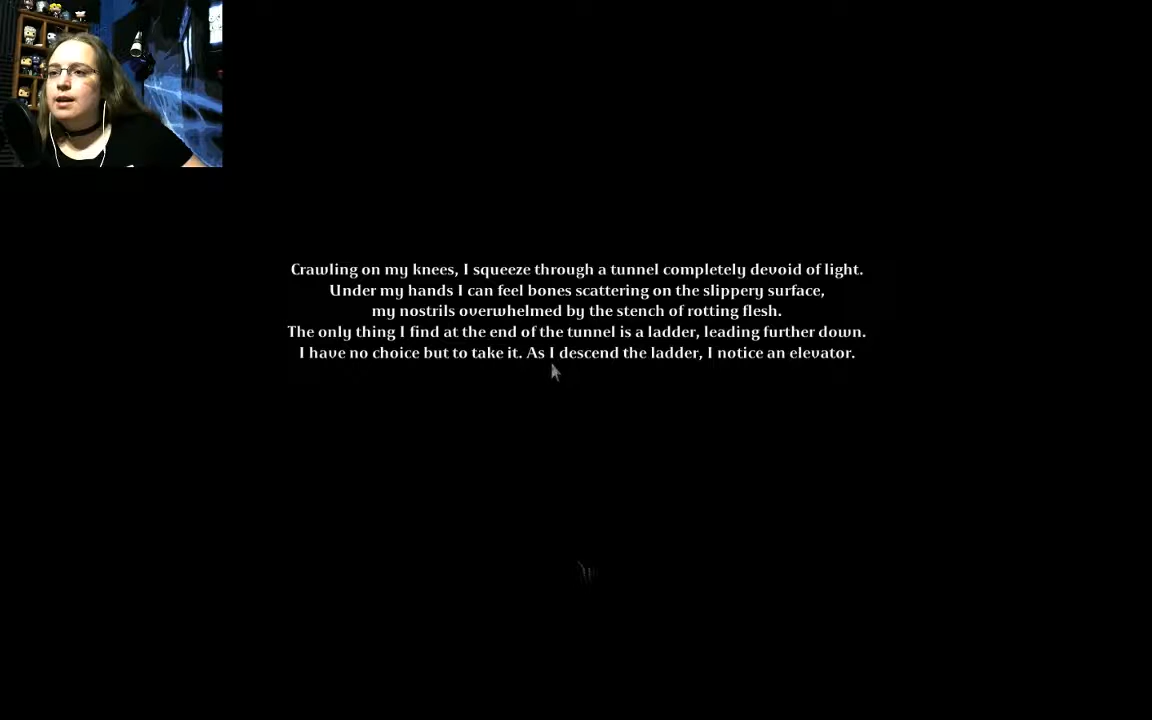 Crawling on my knees, I squeeze through a tunnel completely devoid of light.
Under my hands I can feel bones scattering on the slippery surface,
my nostrils overwhelmed by the stench of rotting flesh.
The only thing I find at the end of the tunnel is a ladder, leading further down.
I have no choice but to take it. As I descend the ladder, I notice an elevator.